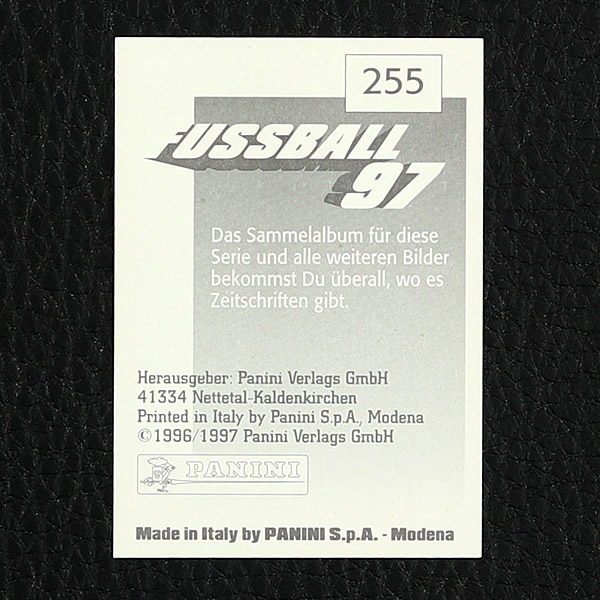 255
FUSSBALL
97
Das Sammelalbum für diese
Serie und alle weiteren Bilder
bekommst Du überall, wo es
Zeitschriften gibt.
Herausgeber: Panini Verlags GmbH
41334 Nettetal-Kaldenkirchen
Printed in Italy by Panini S.p.A., Modena
©1996/1997 Panini Verlags GmbH
PANINI
Made in Italy by PANINI S.p.A. - Modena